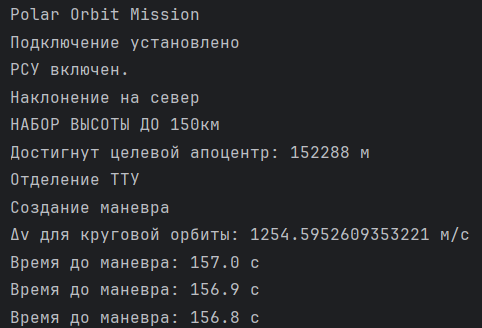 Polar Orbit Mission
Подключение установлено
РСУ включен.
Наклонение на север
НАБОР ВЫСОТЫ ДО 150км
Достигнут целевой апоцентр: 152288 м
Отделение ТТУ
Создание маневра
Δv для круговой орбиты: 1254.5952609353221 м/с
Время до маневра: 157.0 с
Время до маневра: 156.9 с
Время до маневра: 156.8 с